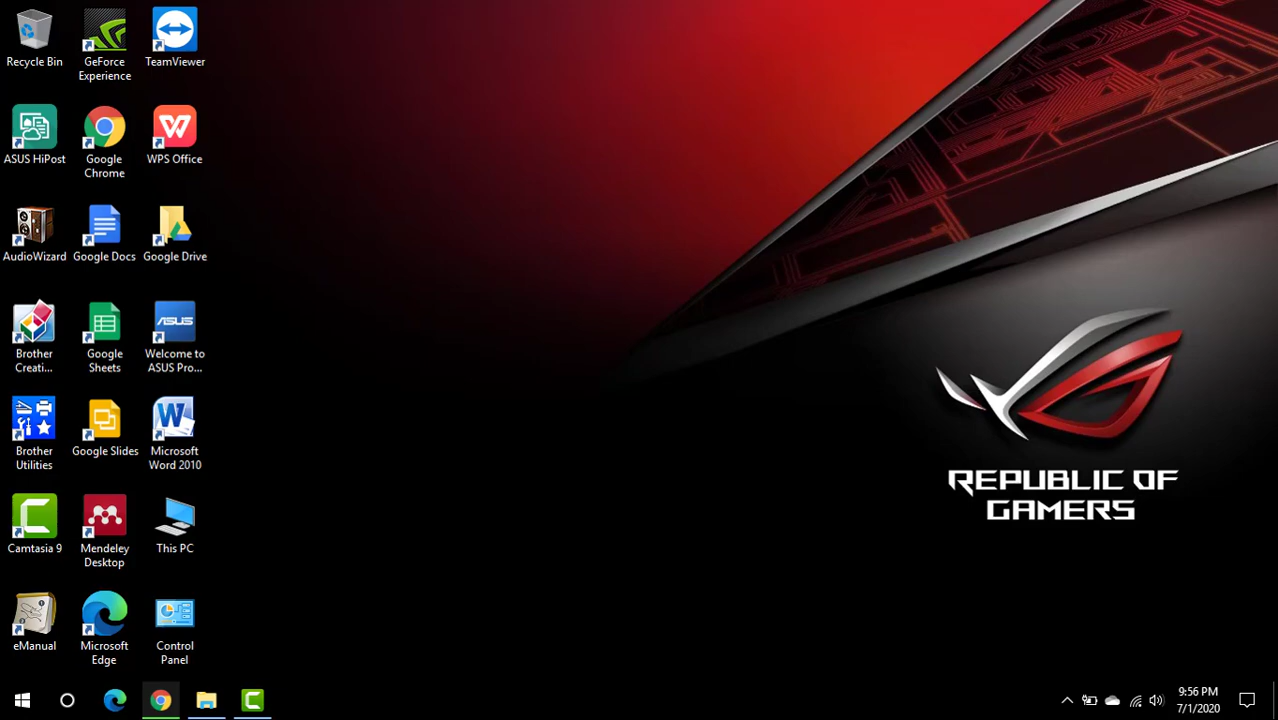 Recycle Bin
GeForce
Experience
TeamViewer
ASUS HiPost
Google
Chrome
WPS Office
AudioWizard
Google Docs
Google Drive
Brother
Creati...
Google
Sheets
ASUS
Welcome to
ASUS Pro...
Brother
Utilities
Google Slides
Microsoft
Word 2010
Camtasia 9
Mendeley
Desktop
This PC
eManual
Microsoft
Edge
Control
Panel
REPUBLIC OF
GAMERS
9:56 PM
7/1/2020